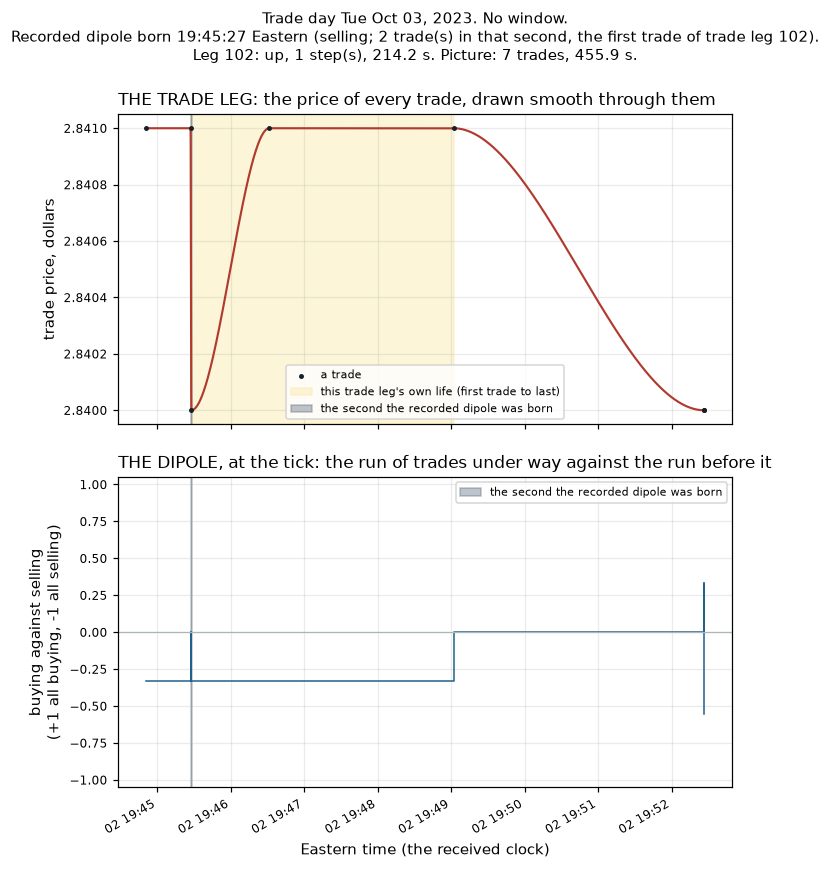 Trade day Tue Oct 03, 2023. No window.
Recorded dipole born 19:45:27 Eastern (selling; 2 trade(s) in that second, the first trade of trade leg 102).
Leg 102: up, 1 step(s), 214.2 s. Picture: 7 trades, 455.9 s.
THE TRADE LEG: the price of every trade, drawn smooth through them
trade price, dollars
2.8410
2.8408
2.8406
2.8404
2.8402
2.8400
a trade
this trade leg's own life (first trade to last)
the second the recorded dipole was born
THE DIPOLE, at the tick: the run of trades under way against the run before it
buying against selling
(+1 all buying, -1 all selling)
1.00
0.75
0.50
0.25
0.00
−0.25
−0.50
−0.75
−1.00
the second the recorded dipole was born
02 19:45
02 19:46
02 19:47
02 19:48
02 19:49
02 19:50
02 19:51
02 19:52
Eastern time (the received clock)